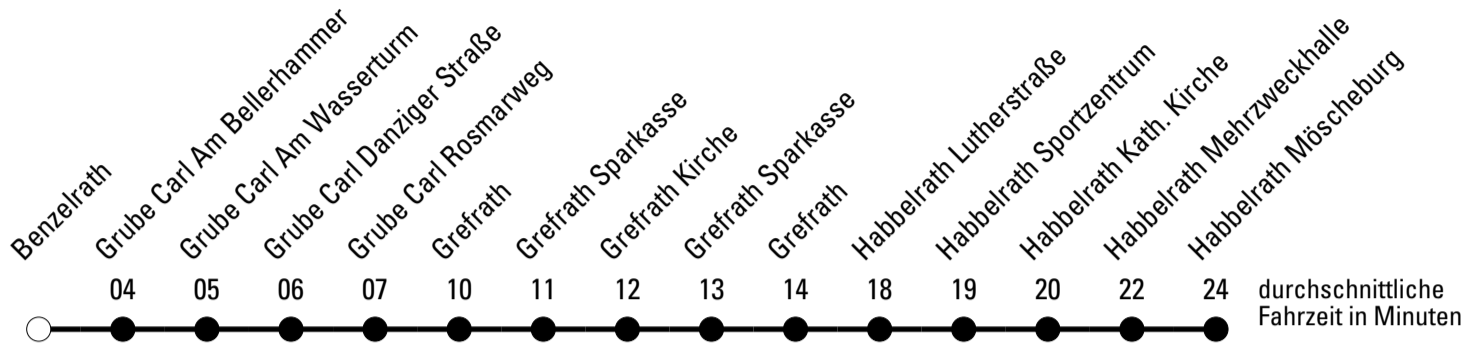 Benzelrath
Grube Carl Am Bellerhammer
Grube Carl Am Wasserturm
Grube Carl Danziger Straße
Grube Carl Rosmarweg
Grefrath
Grefrath Sparkasse
Grefrath Kirche
Grefrath Sparkasse
Grefrath
Habbelrath Lutherstraße
Habbelrath Sportzentrum
Habbelrath Kath. Kirche
Habbelrath Mehrzweckhalle
Habbelrath Möscheburg
04 05 06 07 10 11 12 13 14 18 19 20 22 24
durchschnittliche
Fahrzeit in Minuten